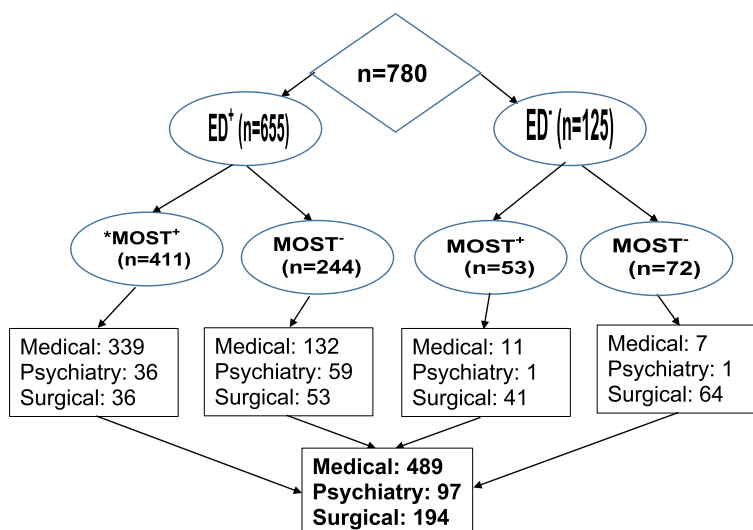 n=780
ED⁺ (n=655)
ED⁻ (n=125)
*MOST⁺
(n=411)
MOST⁻
(n=244)
MOST⁺
(n=53)
MOST⁻
(n=72)
Medical: 339
Psychiatry: 36
Surgical: 36
Medical: 132
Psychiatry: 59
Surgical: 53
Medical: 11
Psychiatry: 1
Surgical: 41
Medical: 7
Psychiatry: 1
Surgical: 64
Medical: 489
Psychiatry: 97
Surgical: 194